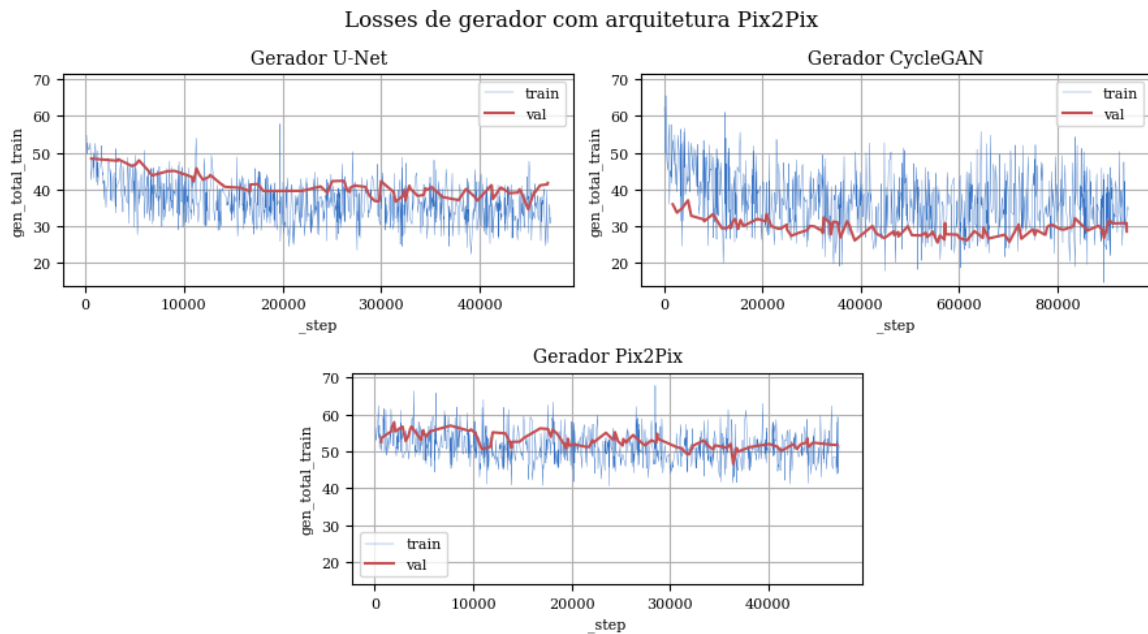 Losses de gerador com arquitetura Pix2Pix
Gerador U-Net
gen_total_train
70
60
50
40
30
20
train
val
0 10000 20000 30000 40000
_step
Gerador CycleGAN
gen_total_train
70
60
50
40
30
20
train
val
0 20000 40000 60000 80000
_step
Gerador Pix2Pix
gen_total_train
70
60
50
40
30
20
train
val
0 10000 20000 30000 40000
_step